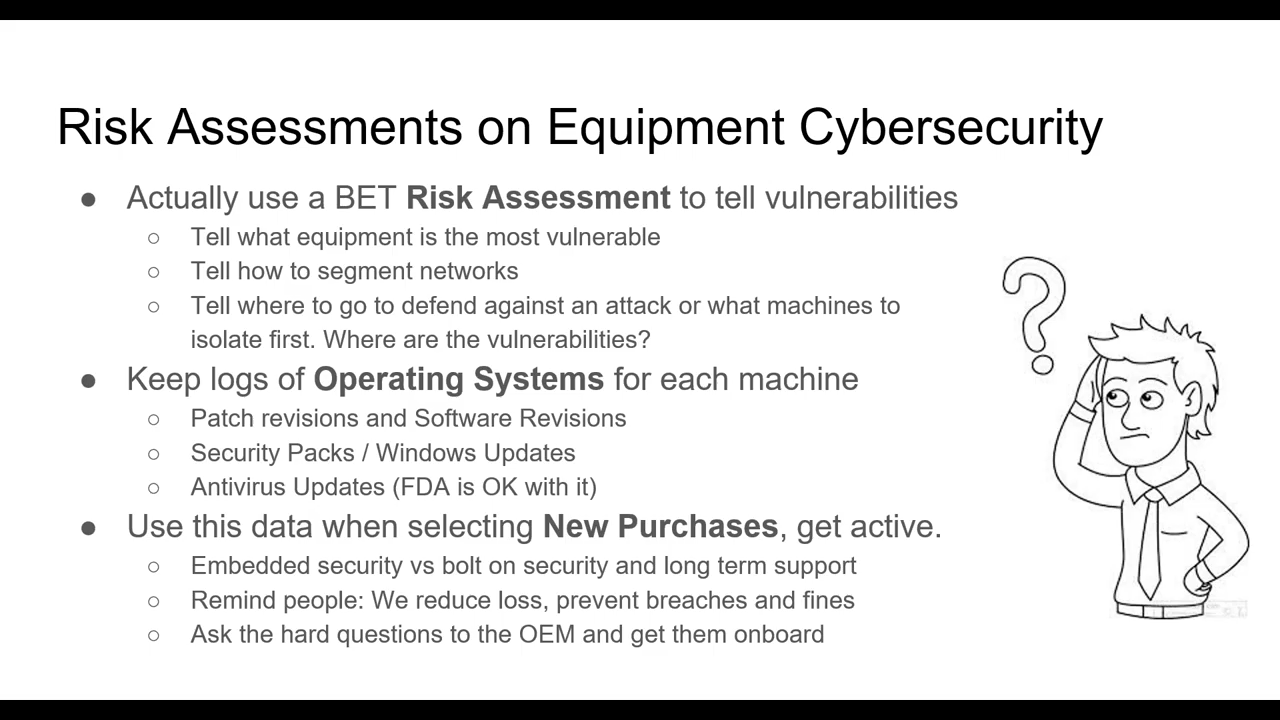 Risk Assessments on Equipment Cybersecurity
● Actually use a BET Risk Assessment to tell vulnerabilities
○ Tell what equipment is the most vulnerable
○ Tell how to segment networks
○ Tell where to go to defend against an attack or what machines to
isolate first. Where are the vulnerabilities?
● Keep logs of Operating Systems for each machine
○ Patch revisions and Software Revisions
○ Security Packs / Windows Updates
○ Antivirus Updates (FDA is OK with it)
● Use this data when selecting New Purchases, get active.
○ Embedded security vs bolt on security and long term support
○ Remind people: We reduce loss, prevent breaches and fines
○ Ask the hard questions to the OEM and get them onboard
?